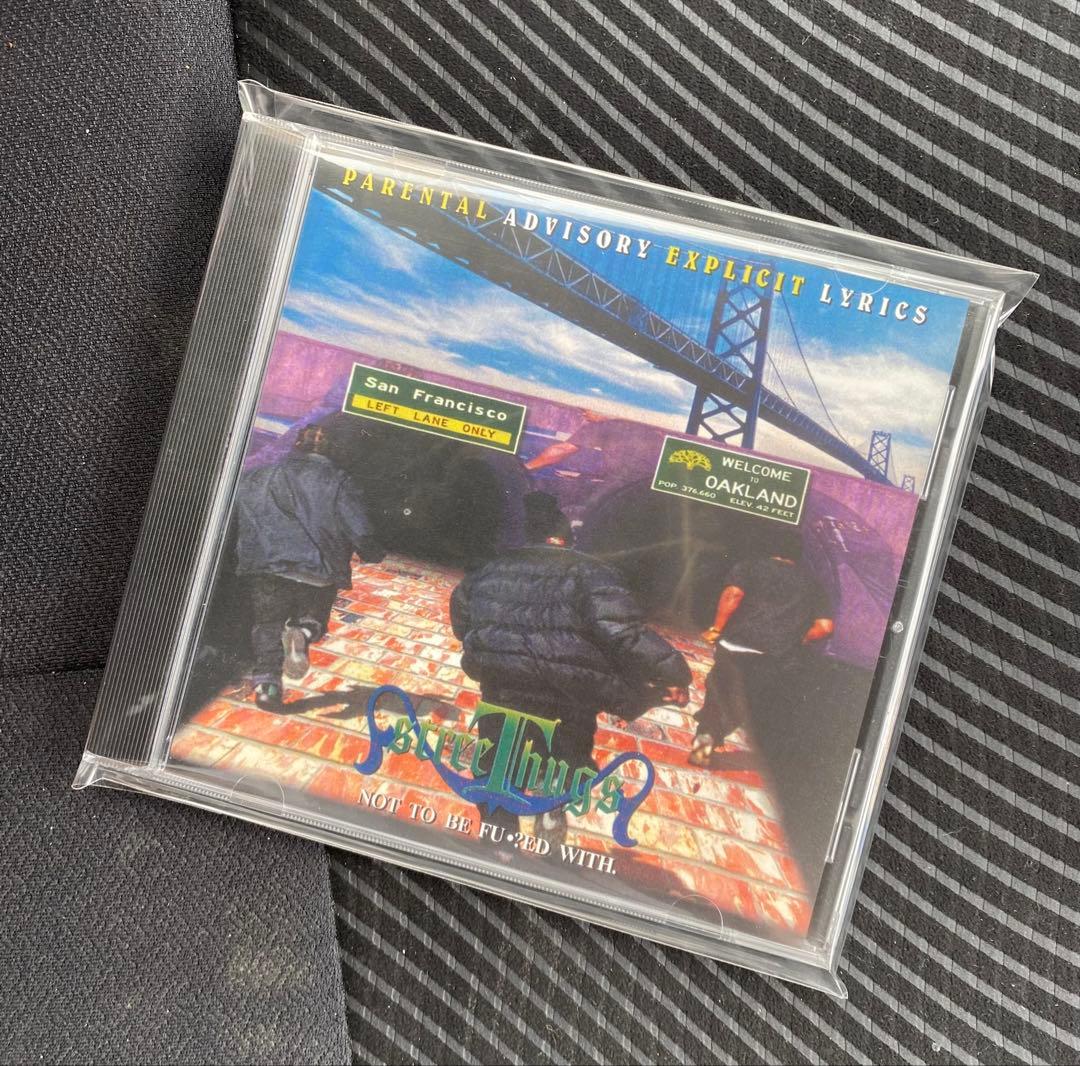 PARENTAL ADVISORY EXPLICIT LYRICS
San Francisco
LEFT LANE ONLY
WELCOME
TO
OAKLAND
POP. 376,660 ELEV. 42 FEET
streeThugs
NOT TO BE FU•?ED WITH.